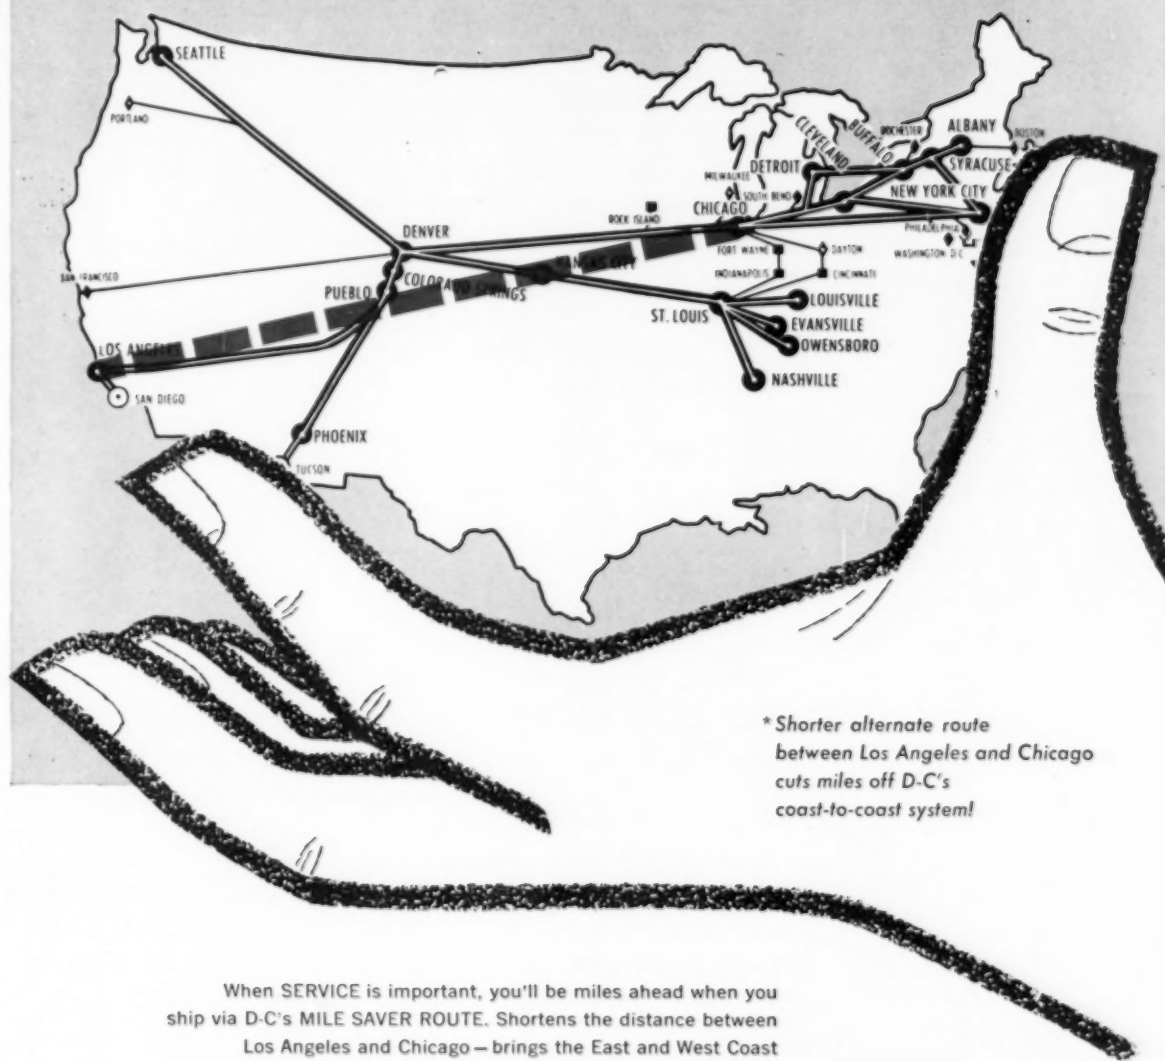 SEATTLE
PORTLAND
ALBANY
ROCHESTER
BOSTON
BUFFALO
CLEVELAND
SYRACUSE
DETROIT
MILWAUKEE
SOUTH BEND
NEW YORK CITY
CHICAGO
ROCK ISLAND
PHILADELPHIA
WASHINGTON D C
DENVER
FORT WAYNE
DAYTON
KANSAS CITY
INDIANAPOLIS
CINCINNATI
SAN FRANCISCO
COLORADO SPRINGS
PUEBLO
LOUISVILLE
ST. LOUIS
EVANSVILLE
OWENSBORO
LOS ANGELES
NASHVILLE
SAN DIEGO
PHOENIX
TUCSON
* Shorter alternate route
between Los Angeles and Chicago
cuts miles off D-C's
coast-to-coast system!
When SERVICE is important, you'll be miles ahead when you
ship via D-C's MILE SAVER ROUTE. Shortens the distance between
Los Angeles and Chicago — brings the East and West Coast